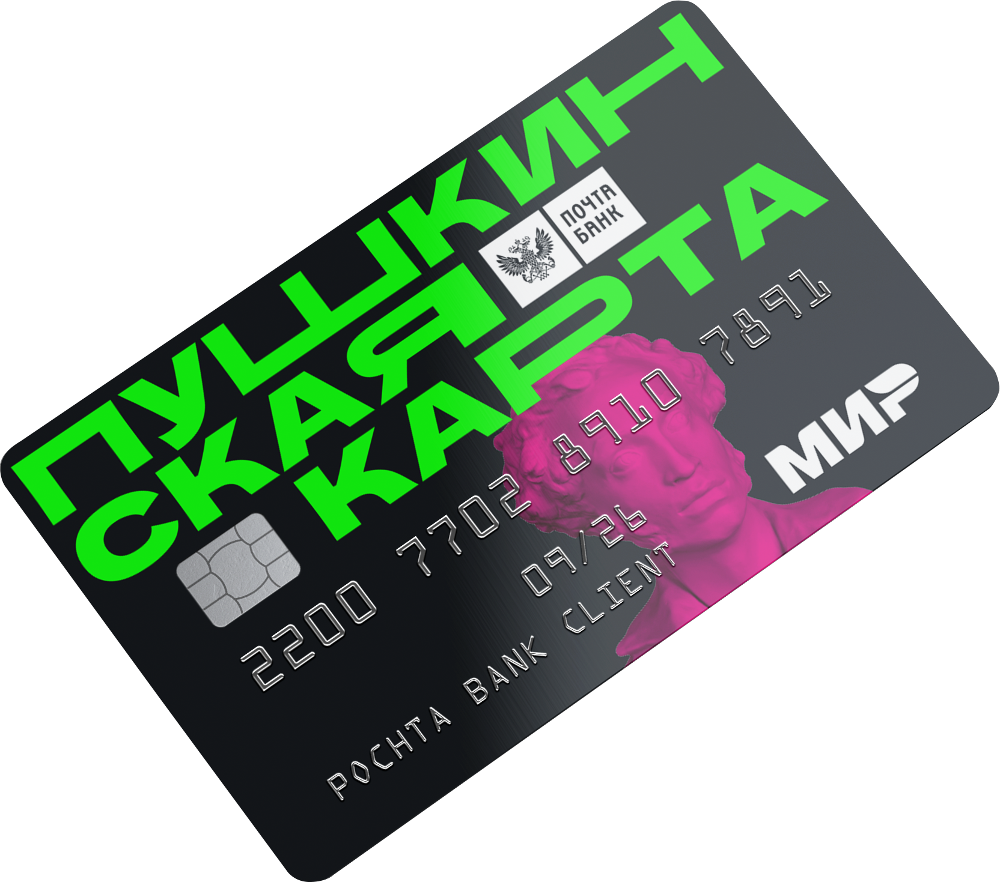 ПУШКИН
СКАЯ
КАРТА
ПОЧТА
БАНК
2200 7702 8910 7891
МИР
09/26
POCHTA BANK CLIENT